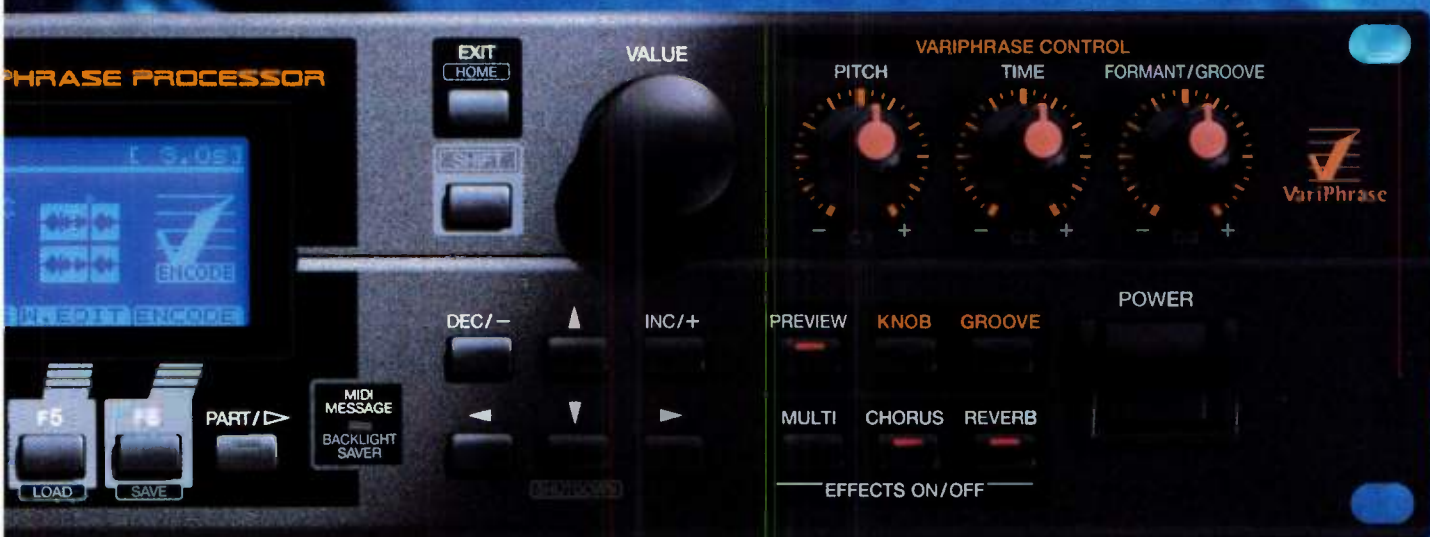 PHRASE PROCESSOR
[ 3.0s]
ENCODE
W.EDIT ENCODE
F5
F6
LOAD
SAVE
PART/▷
MIDI
MESSAGE
BACKLIGHT
SAVER
EXIT
HOME
SHIFT
VALUE
DEC/−
▲
INC/+
◄
▼
►
SHUTDOWN
VARIPHRASE CONTROL
PITCH
TIME
FORMANT/GROOVE
− +
− +
− +
VariPhrase
PREVIEW
KNOB
GROOVE
MULTI
CHORUS
REVERB
EFFECTS ON/OFF
POWER